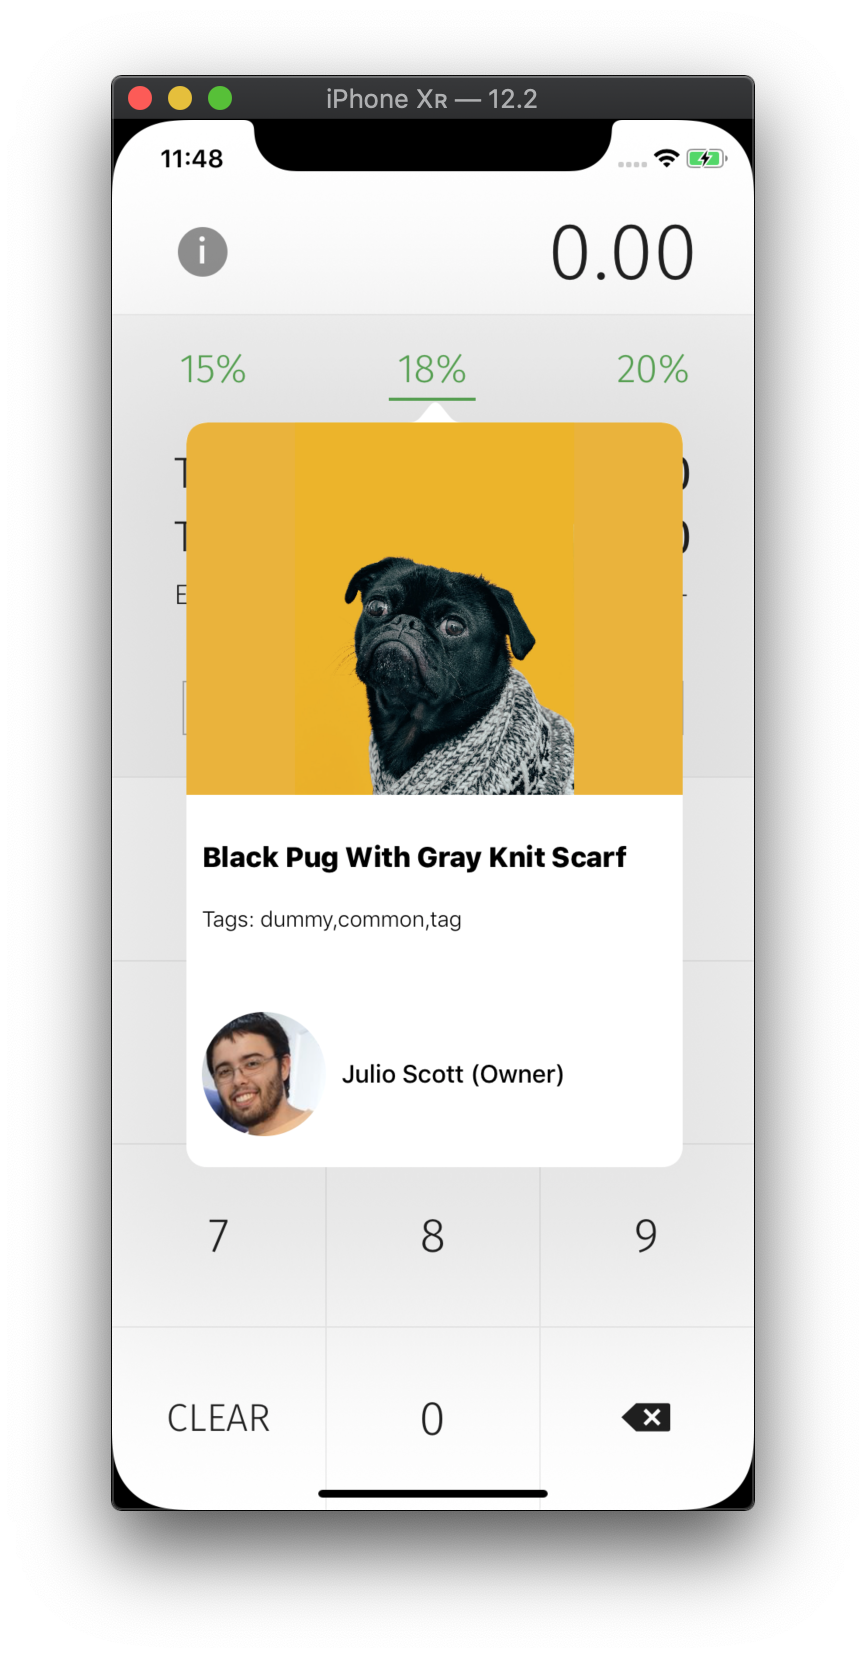 iPhone Xʀ — 12.2
11:48
0.00
15% 18% 20%
Black Pug With Gray Knit Scarf
Tags: dummy,common,tag
Julio Scott (Owner)
7 8 9
CLEAR 0